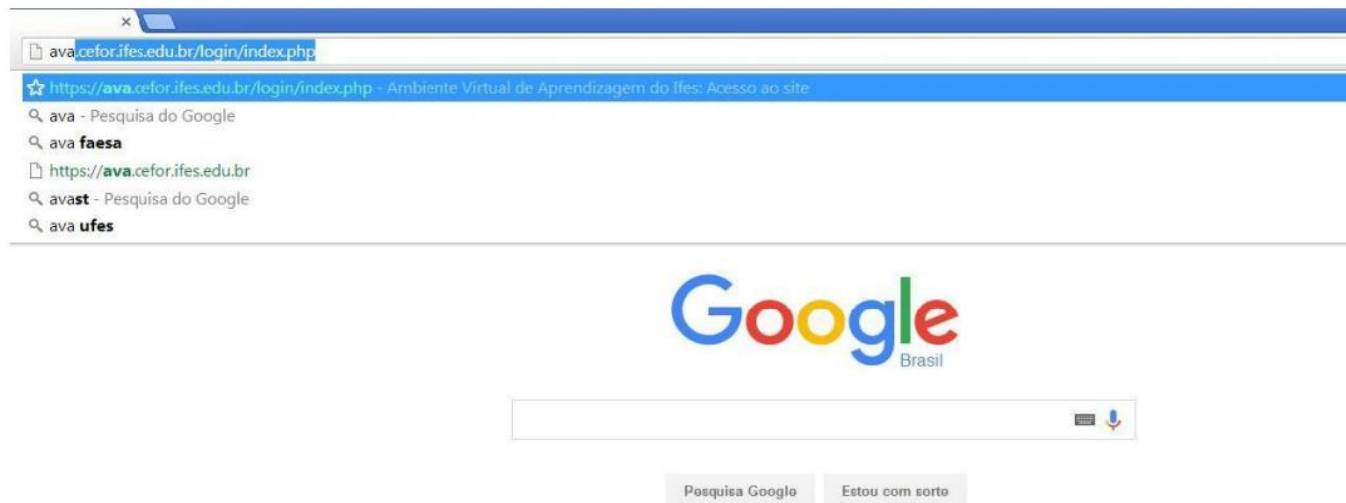 ava.cefor.ifes.edu.br/login/index.php
https://ava.cefor.ifes.edu.br/login/index.php - Ambiente Virtual de Aprendizagem do Ifes: Acesso ao site
ava - Pesquisa do Google
ava faesa
https://ava.cefor.ifes.edu.br
avast - Pesquisa do Google
ava ufes
Google
Brasil
Pesquisa Google Estou com sorte